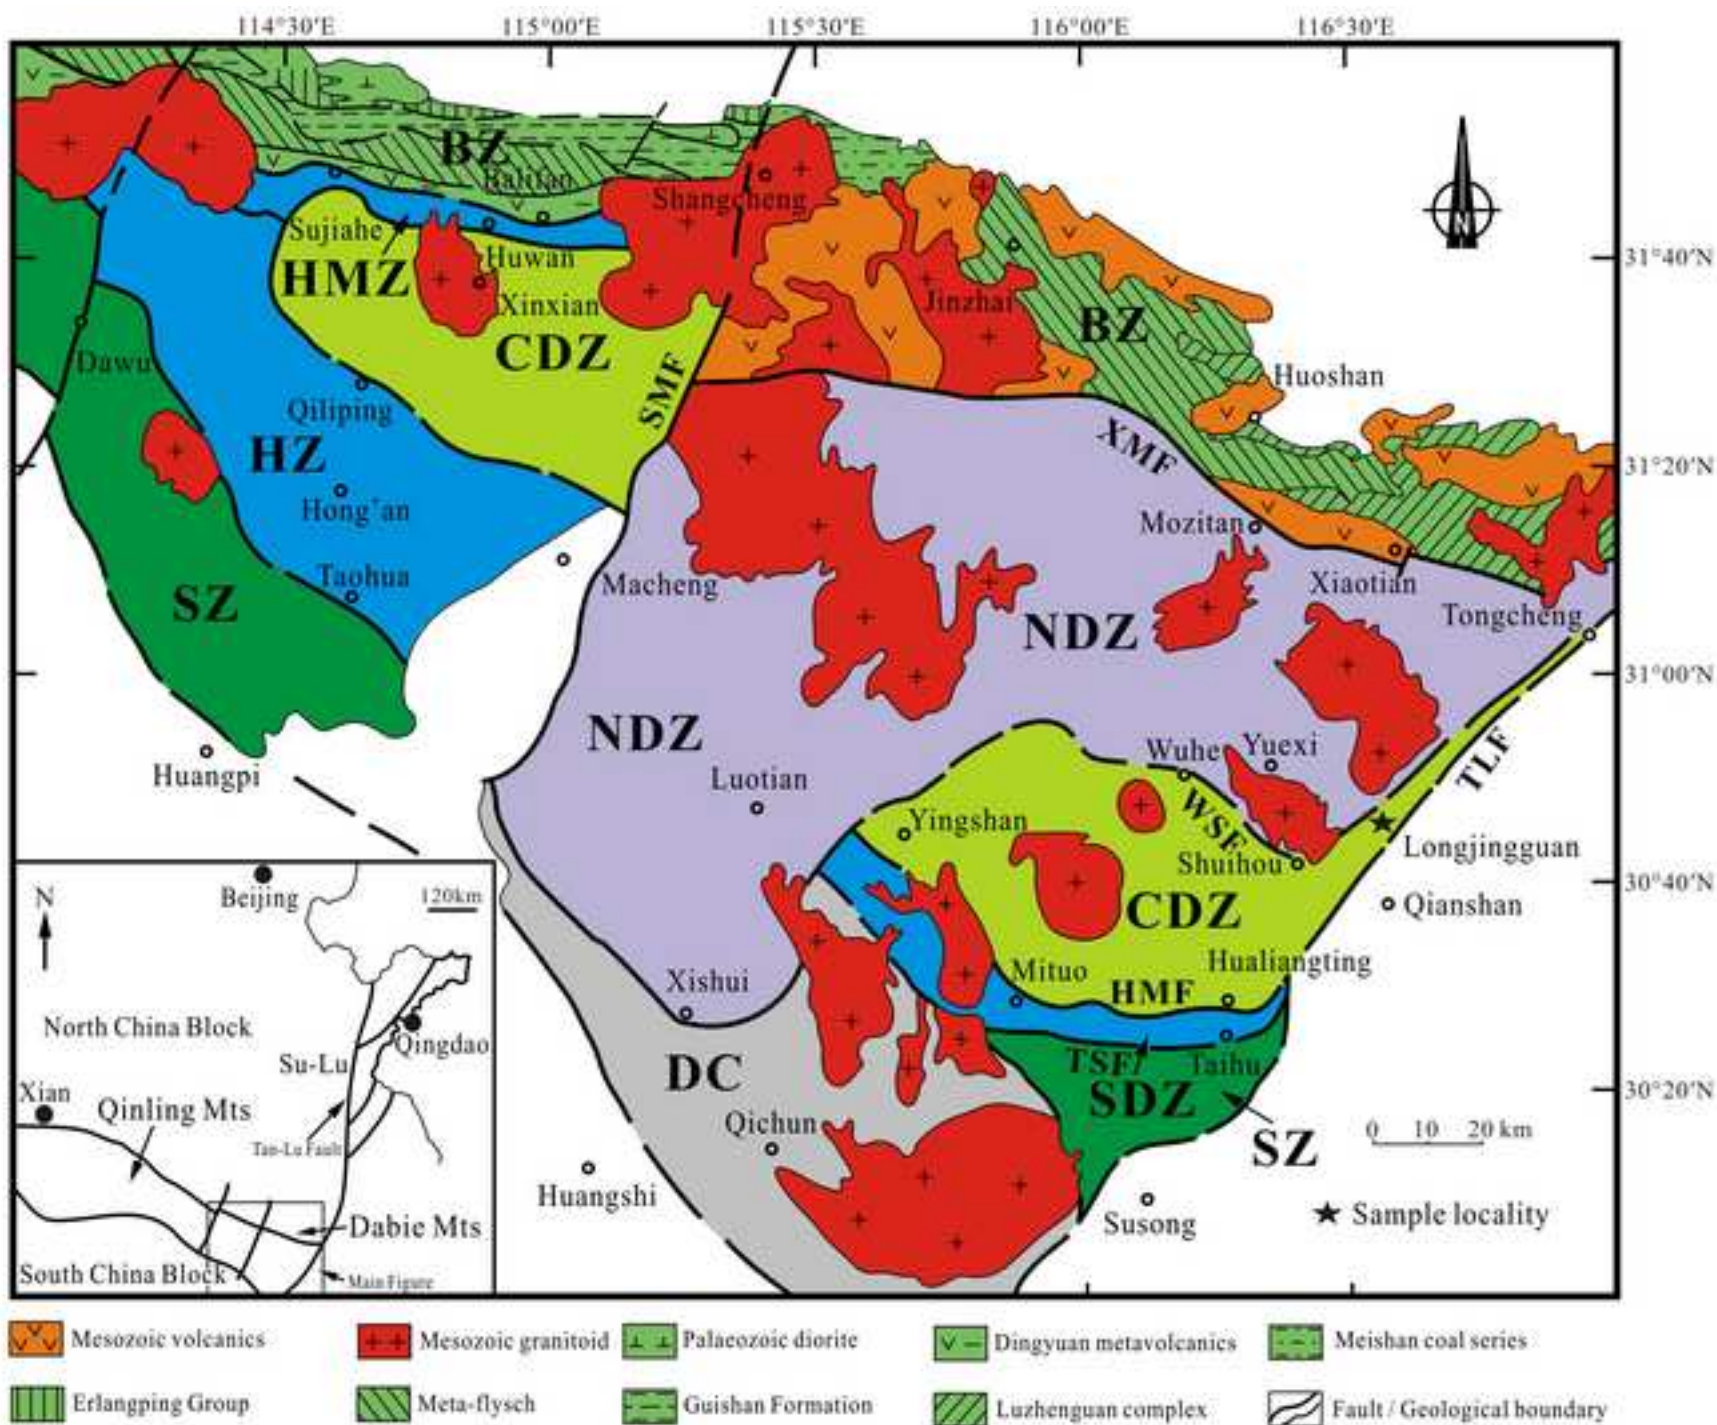 114°30'E 115°00'E 115°30'E 116°00'E 116°30'E
BZ
Balifan
Shangcheng
Sujiahe
HMZ
Huwan
Xinxian
CDZ
31°40'N
Jinzhai
BZ
Dawu
SMF
Huoshan
Qiliping
HZ
XMF
31°20'N
Hong'an
Mozitan
Taohua
Macheng
Xiaotian
SZ
NDZ
Tongcheng
31°00'N
NDZ
Wuhe
Yuexi
TLF
Huangpi
Luotian
WSF
Yingshan
Longjingguan
Shuihou
30°40'N
CDZ
Qianshan
Hualiangting
Mituo
Xishui
HMF
DC
TSF
Taihu
SDZ
30°20'N
Qichun
SZ
0 10 20 km
Huangshi
Susong
Sample locality
N
Beijing
120km
North China Block
Qingdao
Su-Lu
Xian
Qinling Mts
Tan-Lu Fault
Dabie Mts
South China Block
Main Figure
N
Mesozoic volcanics
Mesozoic granitoid
Palaeozoic diorite
Dingyuan metavolcanics
Meishan coal series
Erlangping Group
Meta-flysch
Guishan Formation
Luzhenguan complex
Fault / Geological boundary